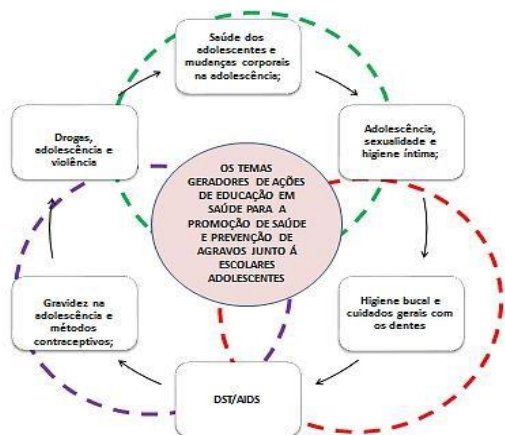 Saúde dos
adolescentes e
mudanças corporais
na adolescência;
Adolescência,
sexualidade e
higiene íntima;
Drogas,
adolescência e
violência
OS TEMAS
GERADORES DE AÇÕES
DE EDUCAÇÃO EM
SAÚDE PARA A
PROMOÇÃO DE SAÚDE
E PREVENÇÃO DE
AGRAVOS JUNTO Á
ESCOLARES
ADOLESCENTES
Higiene bucal e
cuidados gerais com
os dentes
Gravidez na
adolescência e
métodos
contraceptivos;
DST/AIDS